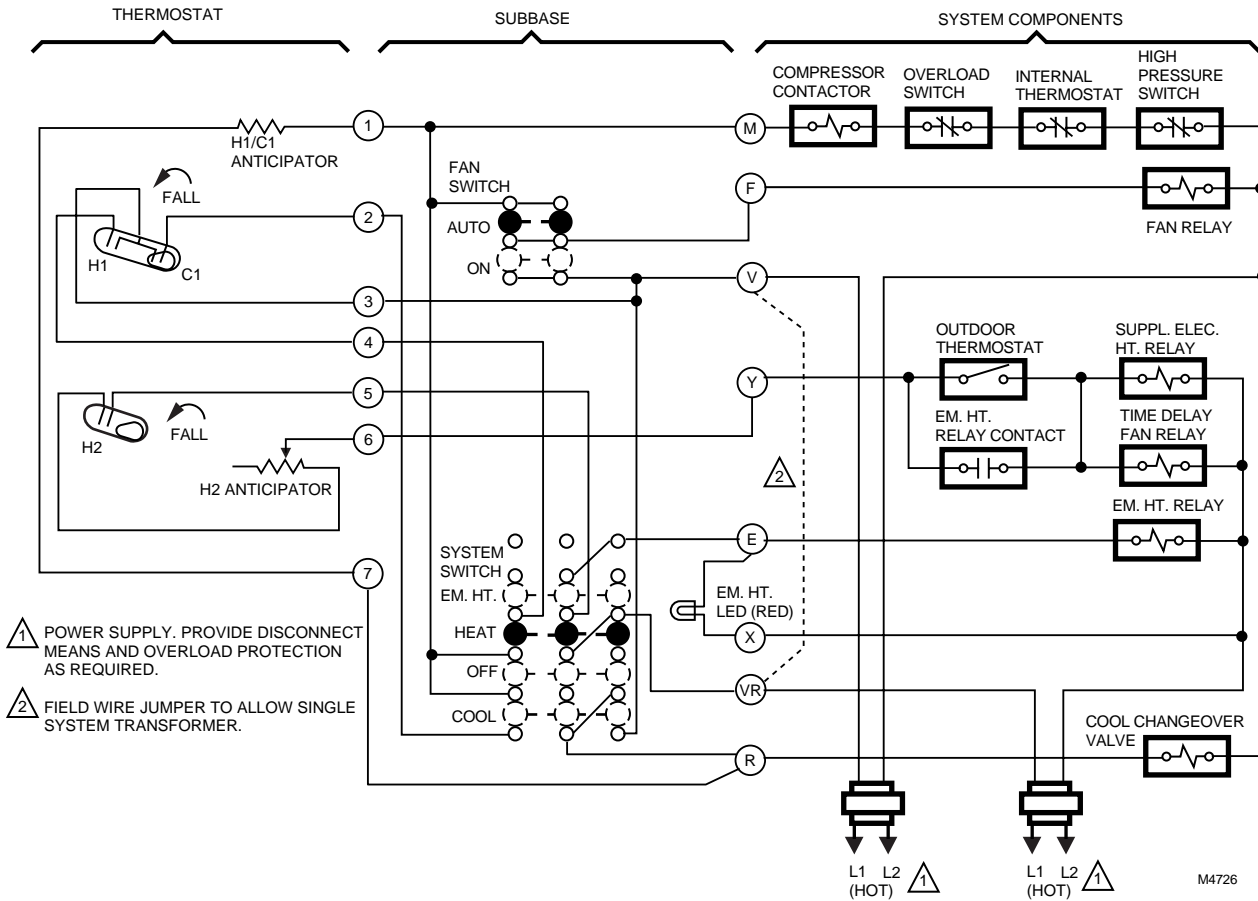 THERMOSTAT
SUBBASE
SYSTEM COMPONENTS
COMPRESSOR
CONTACTOR
OVERLOAD
SWITCH
INTERNAL
THERMOSTAT
HIGH
PRESSURE
SWITCH
1
M
H1/C1
ANTICIPATOR
FAN
SWITCH
FALL
2
F
AUTO
FAN RELAY
H1
C1
ON
V
3
4
OUTDOOR
THERMOSTAT
SUPPL. ELEC.
HT. RELAY
5
Y
H2
FALL
6
EM. HT.
RELAY CONTACT
TIME DELAY
FAN RELAY
H2 ANTICIPATOR
2
EM. HT. RELAY
SYSTEM
SWITCH
E
7
EM. HT.
EM. HT.
LED (RED)
HEAT
X
1 POWER SUPPLY. PROVIDE DISCONNECT
MEANS AND OVERLOAD PROTECTION
AS REQUIRED.
OFF
VR
2 FIELD WIRE JUMPER TO ALLOW SINGLE
SYSTEM TRANSFORMER.
COOL
COOL CHANGEOVER
VALVE
R
L1 L2
(HOT)
1
L1 L2
(HOT)
1
M4726